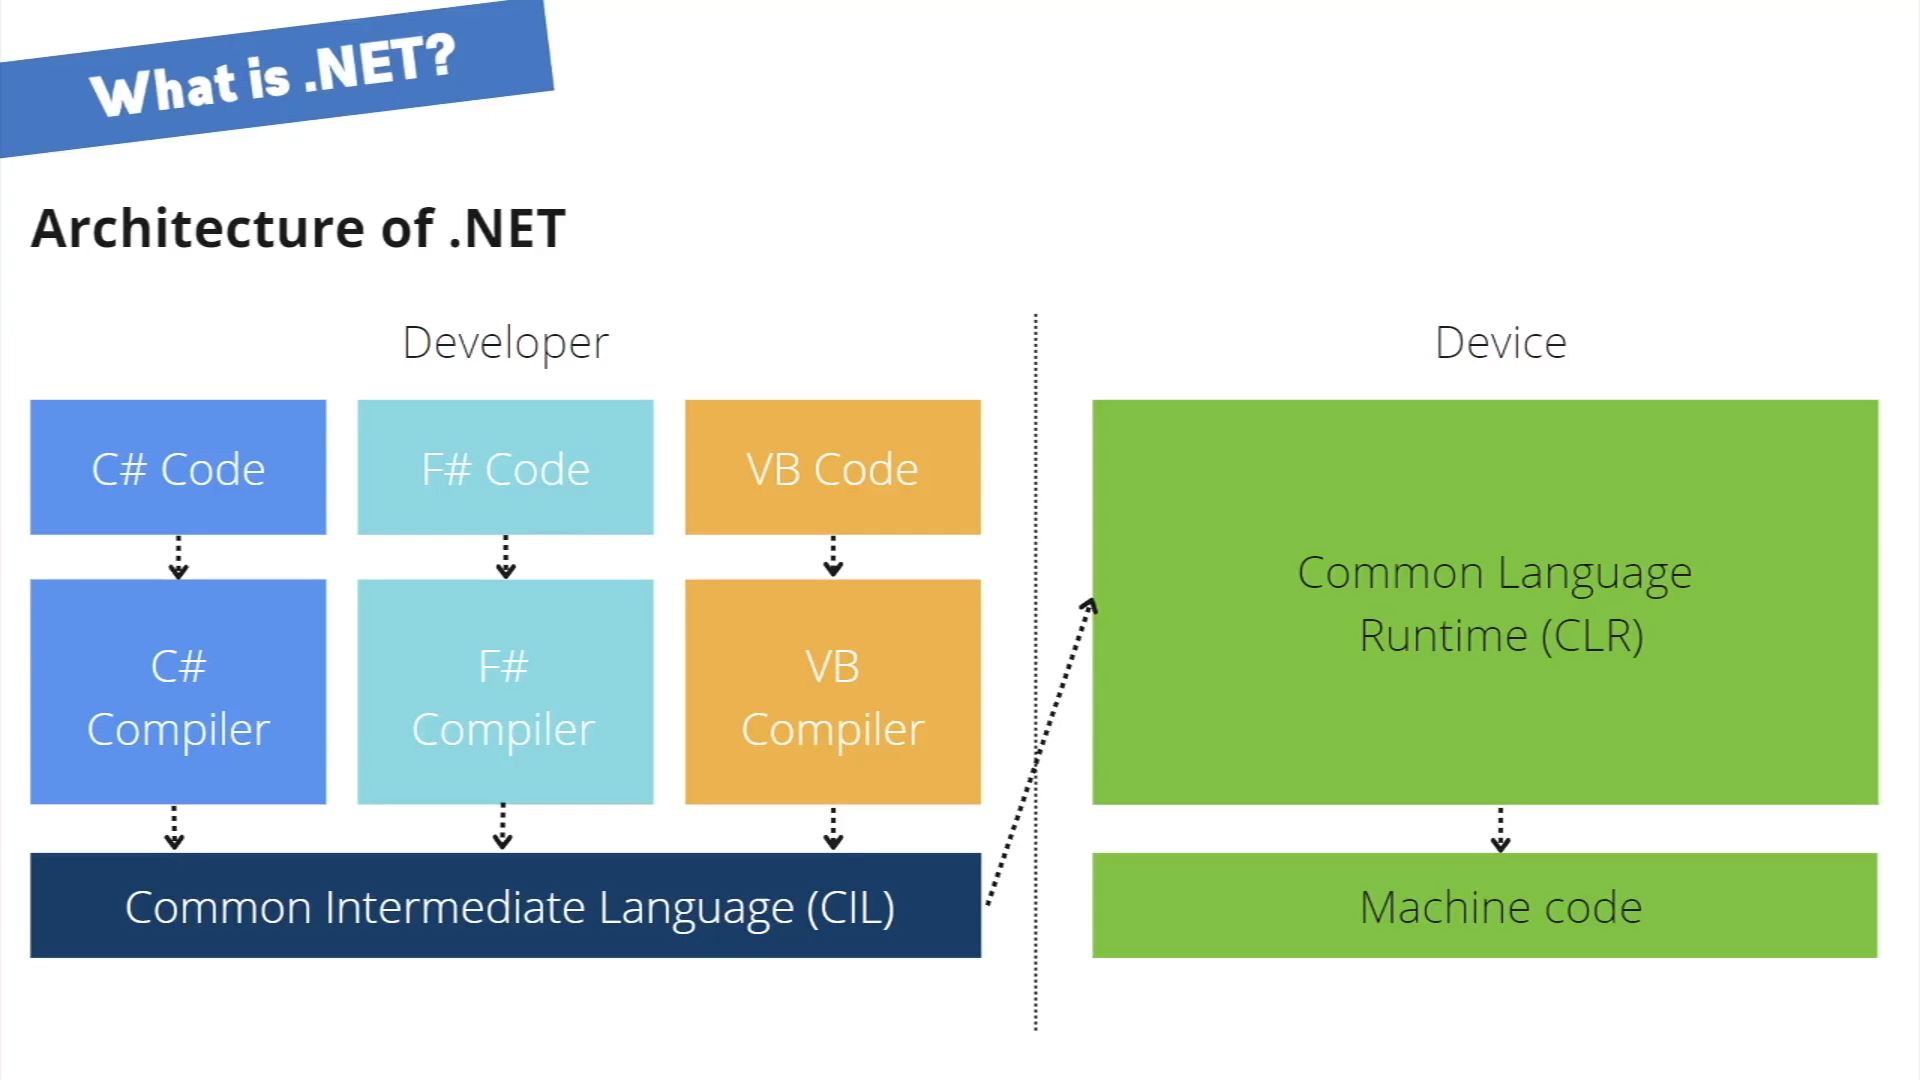 What is .NET?
Architecture of .NET
Developer
Device
C# Code
F# Code
VB Code
C#
Compiler
F#
Compiler
VB
Compiler
Common Intermediate Language (CIL)
Common Language
Runtime (CLR)
Machine code